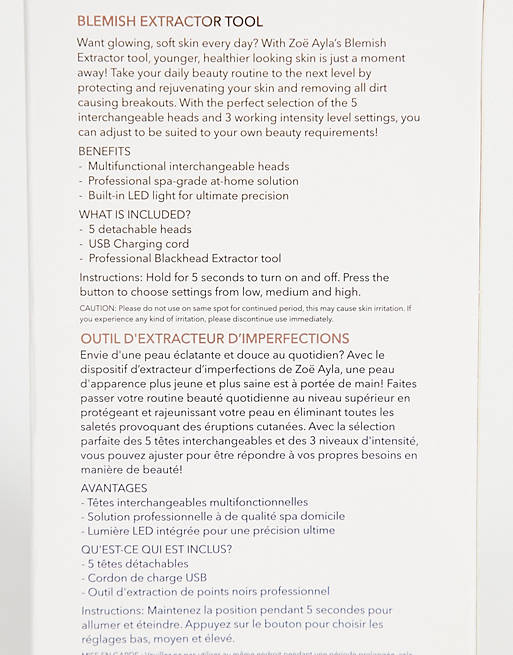 BLEMISH EXTRACTOR TOOL
Want glowing, soft skin every day? With Zoë Ayla's Blemish
Extractor tool, younger, healthier looking skin is just a moment
away! Take your daily beauty routine to the next level by
protecting and rejuvenating your skin and removing all dirt
causing breakouts. With the perfect selection of the 5
interchangeable heads and 3 working intensity level settings, you
can adjust to be suited to your own beauty requirements!
BENEFITS
- Multifunctional interchangeable heads
- Professional spa-grade at-home solution
- Built-in LED light for ultimate precision
WHAT IS INCLUDED?
- 5 detachable heads
- USB Charging cord
- Professional Blackhead Extractor tool
Instructions: Hold for 5 seconds to turn on and off. Press the
button to choose settings from low, medium and high.
CAUTION: Please do not use on same spot for continued period, this may cause skin irritation. If
you experience any kind of irritation, please discontinue use immediately.
OUTIL D'EXTRACTEUR D'IMPERFECTIONS
Envie d'une peau éclatante et douce au quotidien? Avec le
dispositif d'extracteur d'imperfections de Zoë Ayla, une peau
d'apparence plus jeune et plus saine est à portée de main! Faites
passer votre routine beauté quotidienne au niveau supérieur en
protégeant et rajeunissant votre peau en éliminant toutes les
saletés provoquant des éruptions cutanées. Avec la sélection
parfaite des 5 têtes interchangeables et des 3 niveaux d'intensité,
vous pouvez ajuster pour être répondre à vos propres besoins en
manière de beauté!
AVANTAGES
- Têtes interchangeables multifonctionnelles
- Solution professionnelle à de qualité spa domicile
- Lumière LED intégrée pour une précision ultime
QU'EST-CE QUI EST INCLUS?
- 5 têtes détachables
- Cordon de charge USB
- Outil d'extraction de points noirs professionnel
Instructions: Maintenez la position pendant 5 secondes pour
allumer et éteindre. Appuyez sur le bouton pour choisir les
réglages bas, moyen et élevé.